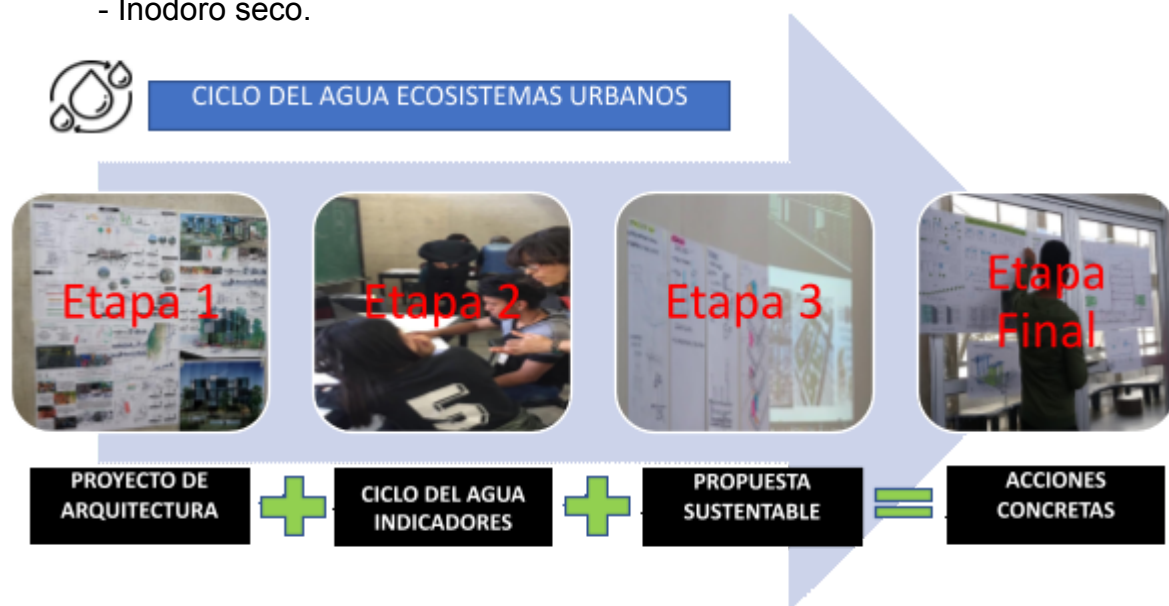 - Inodoro seco.
CICLO DEL AGUA ECOSISTEMAS URBANOS
Etapa 1
Etapa 2
Etapa 3
Etapa
Final
PROYECTO DE
ARQUITECTURA
CICLO DEL AGUA
INDICADORES
PROPUESTA
SUSTENTABLE
ACCIONES
CONCRETAS